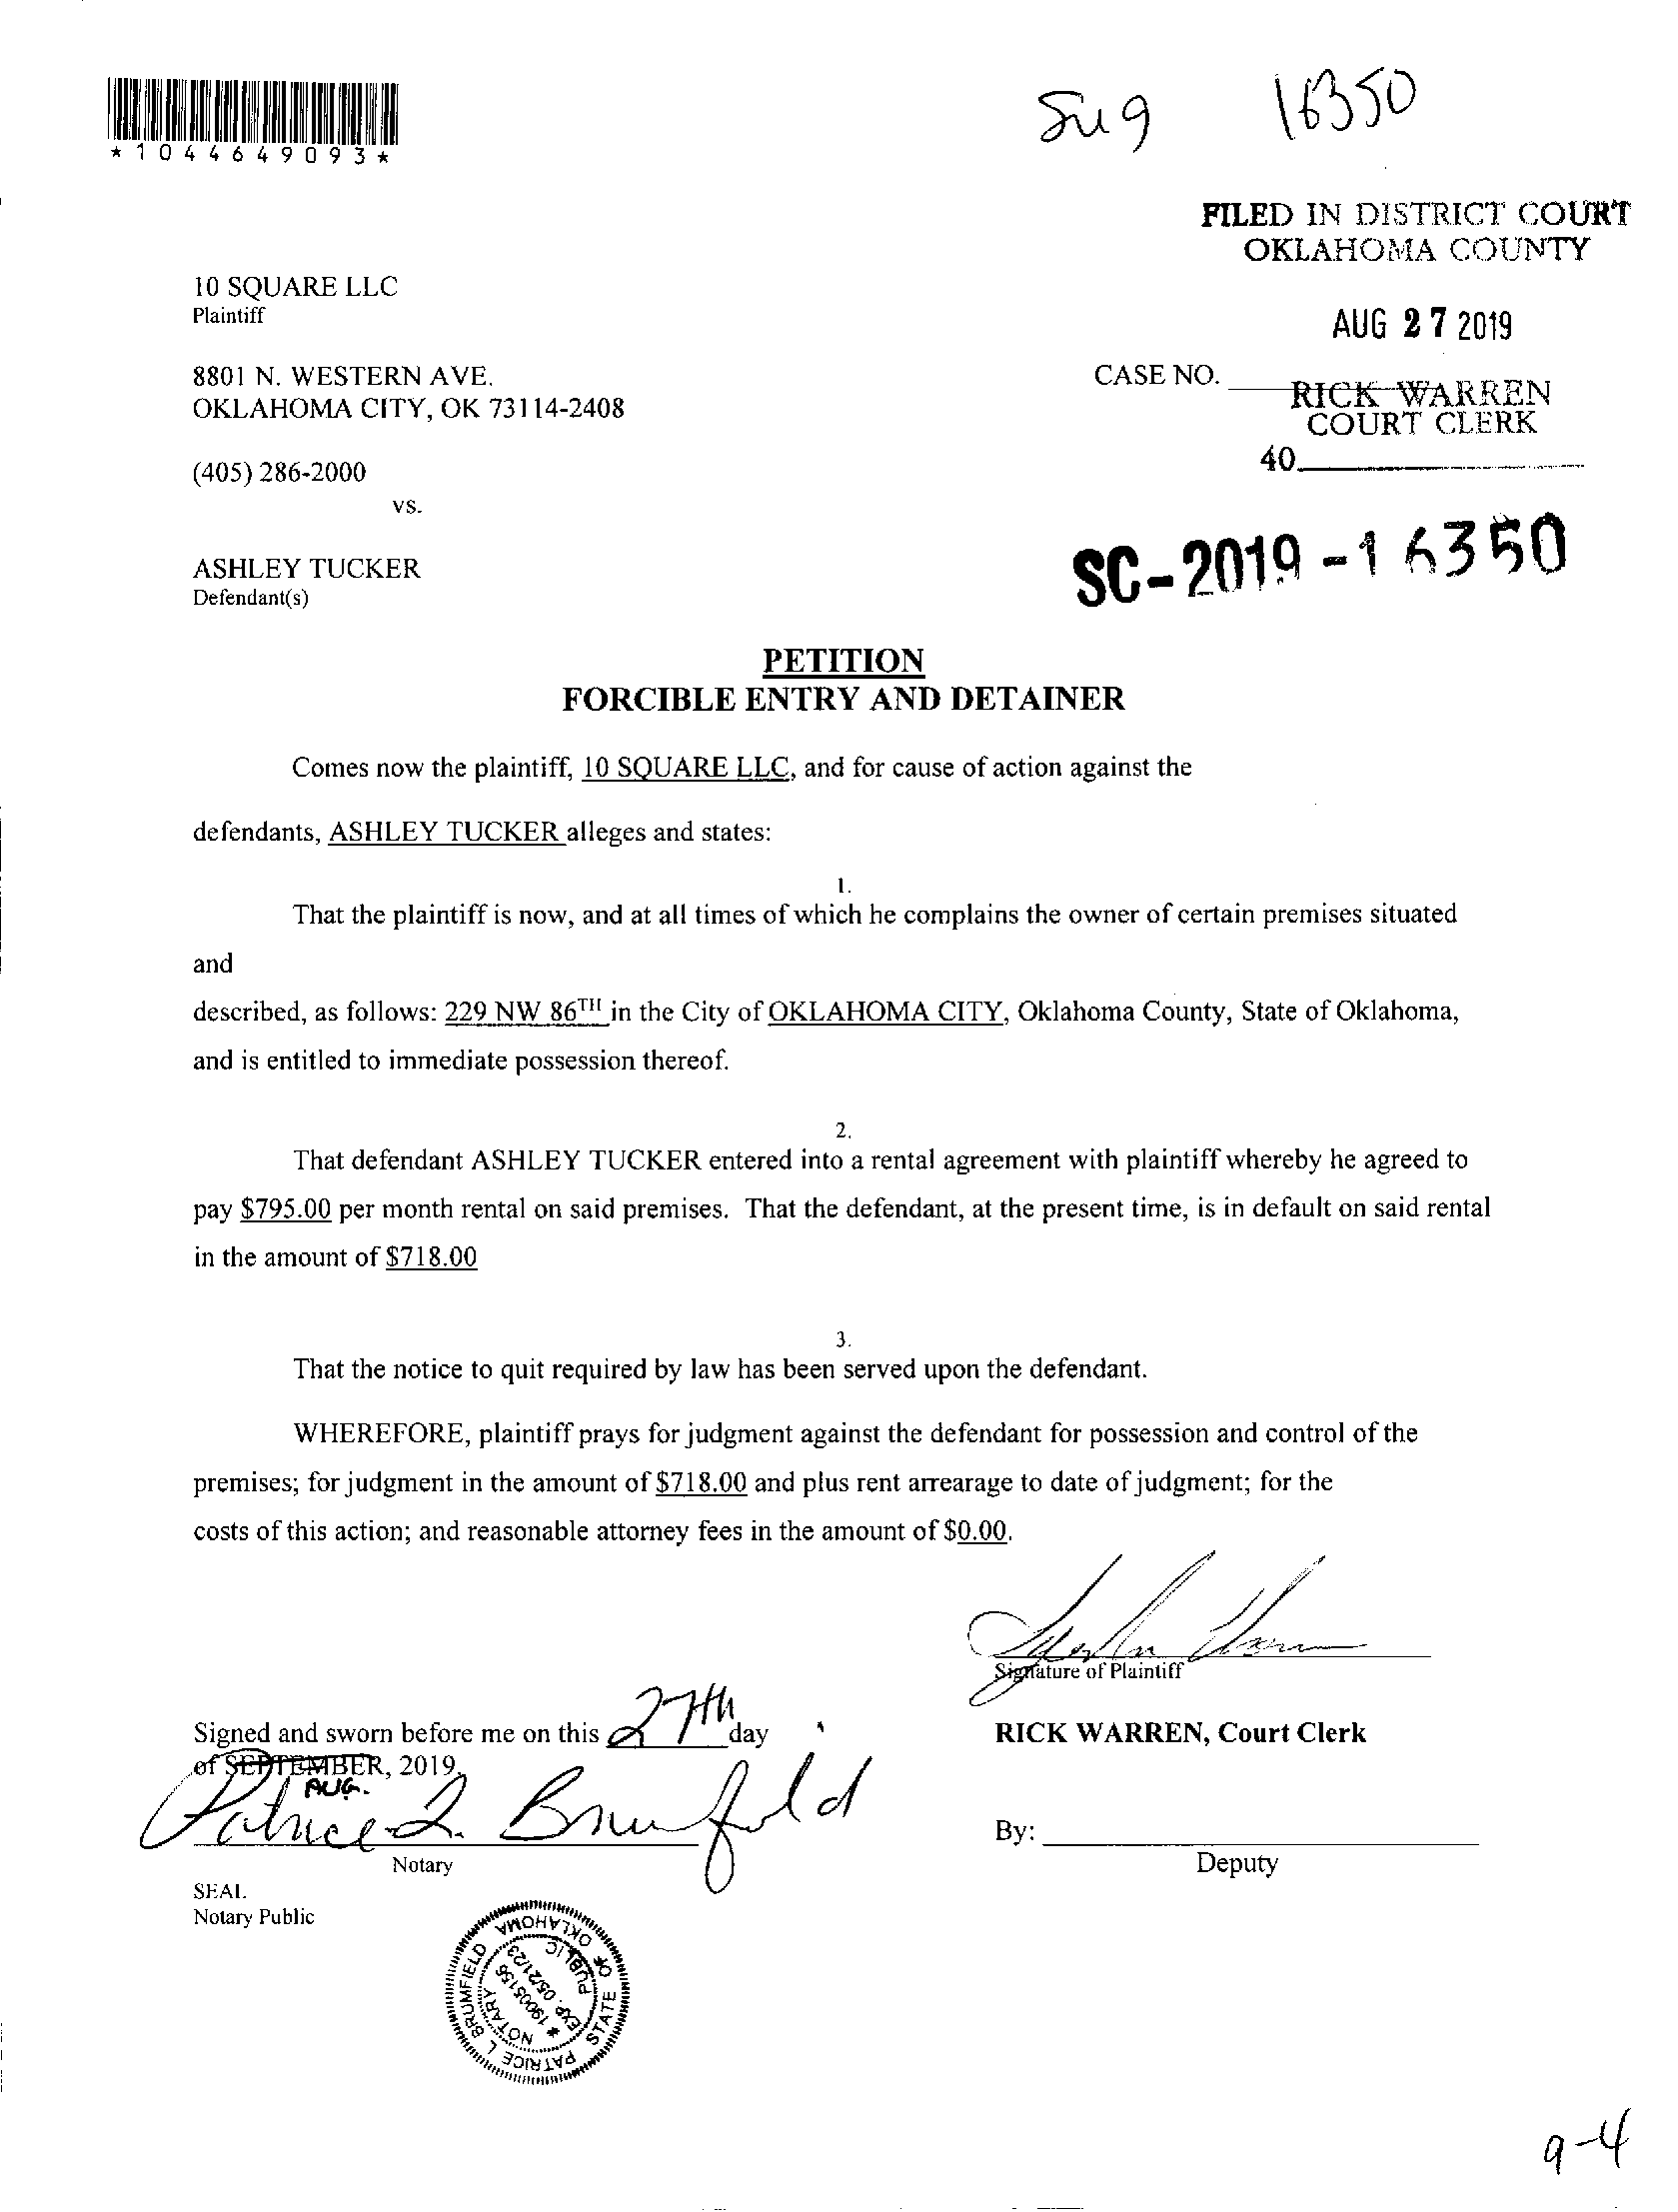 *1044649093*
16350
FILED IN DISTRICT COURT
OKLAHOMA COUNTY
10 SQUARE LLC
Plaintiff
AUG 27 2019
8801 N. WESTERN AVE.
OKLAHOMA CITY, OK 73114-2408
CASE NO.
RICK WARREN
COURT CLERK
40
(405) 286-2000
vs.
SC-2019-16350
ASHLEY TUCKER
Defendant(s)
PETITION
FORCIBLE ENTRY AND DETAINER
Comes now the plaintiff, 10 SQUARE LLC, and for cause of action against the
defendants, ASHLEY TUCKER alleges and states:
1.
That the plaintiff is now, and at all times of which he complains the owner of certain premises situated
and
described, as follows: 229 NW 86TH in the City of OKLAHOMA CITY, Oklahoma County, State of Oklahoma,
and is entitled to immediate possession thereof.
2.
That defendant ASHLEY TUCKER entered into a rental agreement with plaintiff whereby he agreed to
pay $795.00 per month rental on said premises. That the defendant, at the present time, is in default on said rental
in the amount of $718.00
3.
That the notice to quit required by law has been served upon the defendant.
WHEREFORE, plaintiff prays for judgment against the defendant for possession and control of the
premises; for judgment in the amount of $718.00 and plus rent arrearage to date of judgment; for the
costs of this action; and reasonable attorney fees in the amount of $0.00.
Signature of Plaintiff
Signed and sworn before me on this 27th day
of SEPTEMBER, 2019.
AUG.
Patrice L. Brumfield
Notary
SEAL
Notary Public
RICK WARREN, Court Clerk
By:
Deputy
PATRICE L BRUMFIELD
STATE OF OKLAHOMA
NOTARY PUBLIC
* 19005156
EXP. 05/21/23
9-4